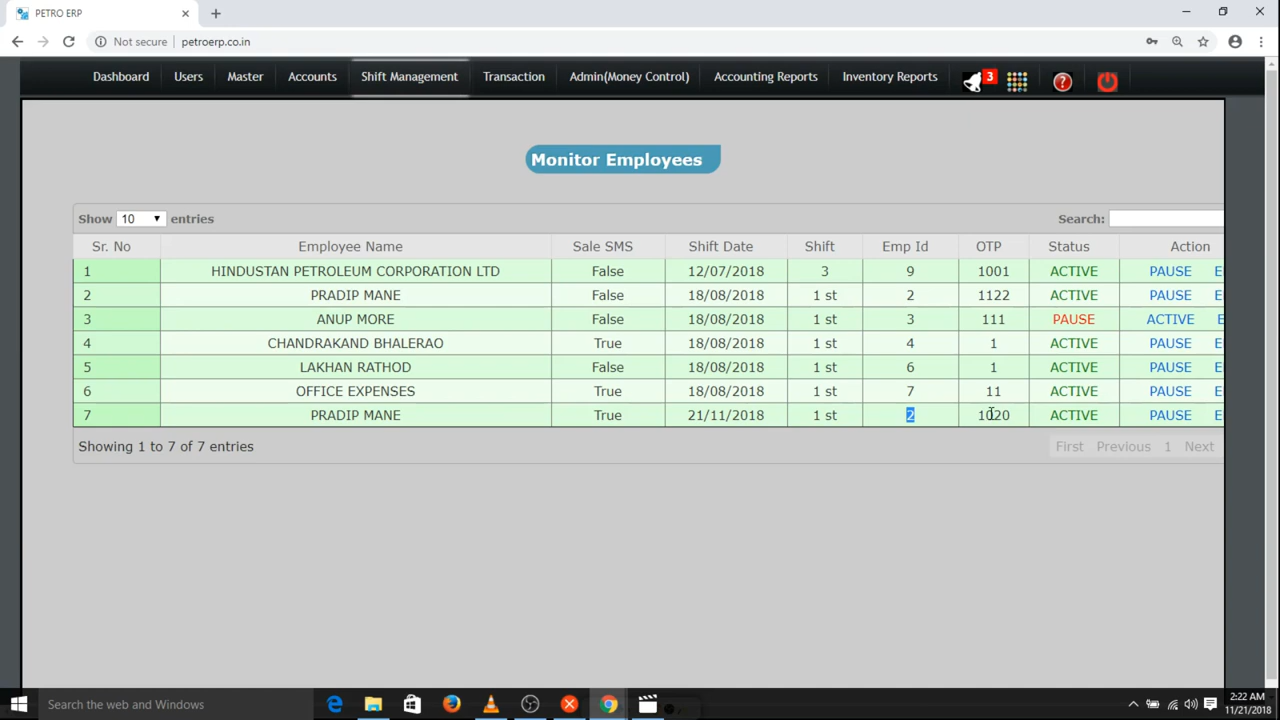 PETRO ERP
Not secure petroerp.co.in
Dashboard Users Master Accounts Shift Management Transaction Admin(Money Control) Accounting Reports Inventory Reports 3
Monitor Employees
Show 10 entries Search:
Sr. No Employee Name Sale SMS Shift Date Shift Emp Id OTP Status Action
1 HINDUSTAN PETROLEUM CORPORATION LTD False 12/07/2018 3 9 1001 ACTIVE PAUSE E
2 PRADIP MANE False 18/08/2018 1 st 2 1122 ACTIVE PAUSE E
3 ANUP MORE False 18/08/2018 1 st 3 111 PAUSE ACTIVE E
4 CHANDRAKAND BHALERAO True 18/08/2018 1 st 4 1 ACTIVE PAUSE E
5 LAKHAN RATHOD False 18/08/2018 1 st 6 1 ACTIVE PAUSE E
6 OFFICE EXPENSES True 18/08/2018 1 st 7 11 ACTIVE PAUSE E
7 PRADIP MANE True 21/11/2018 1 st 2 1020 ACTIVE PAUSE E
Showing 1 to 7 of 7 entries First Previous 1 Next
Search the web and Windows 2:22 AM
11/21/2018